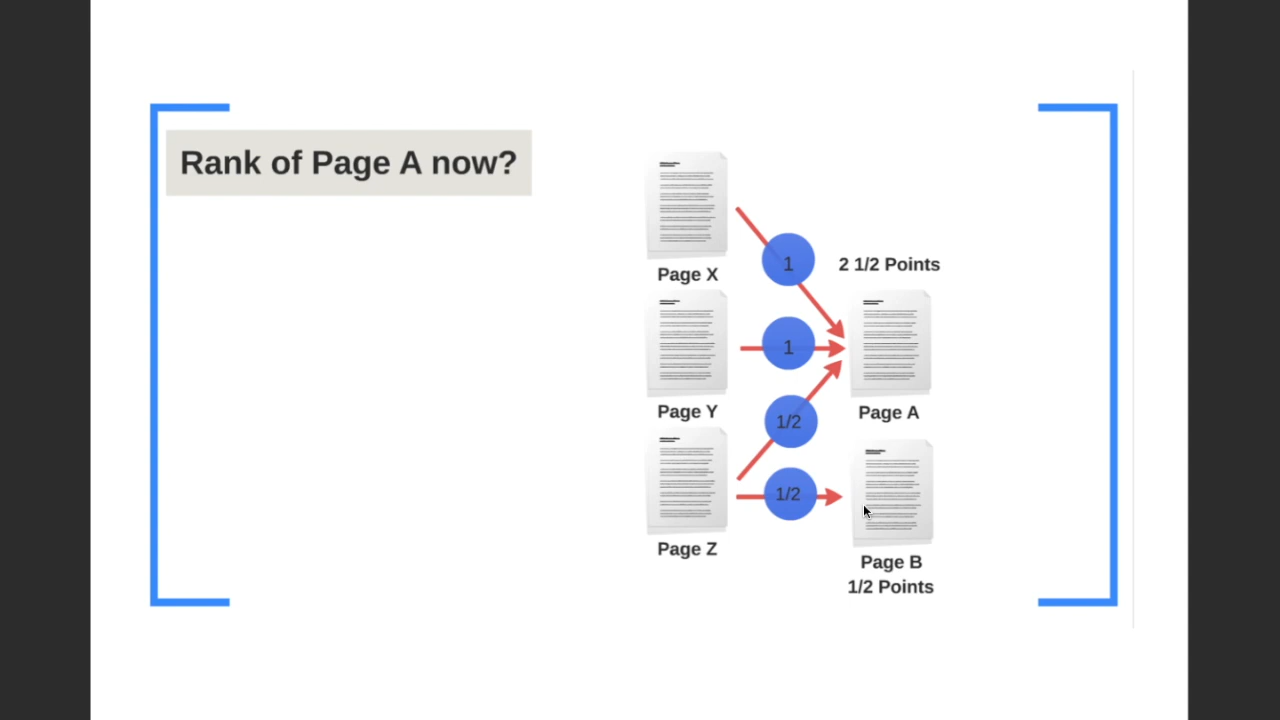 Rank of Page A now?
Page X
1
2 1/2 Points
1
Page Y
Page A
1/2
1/2
Page Z
Page B
1/2 Points